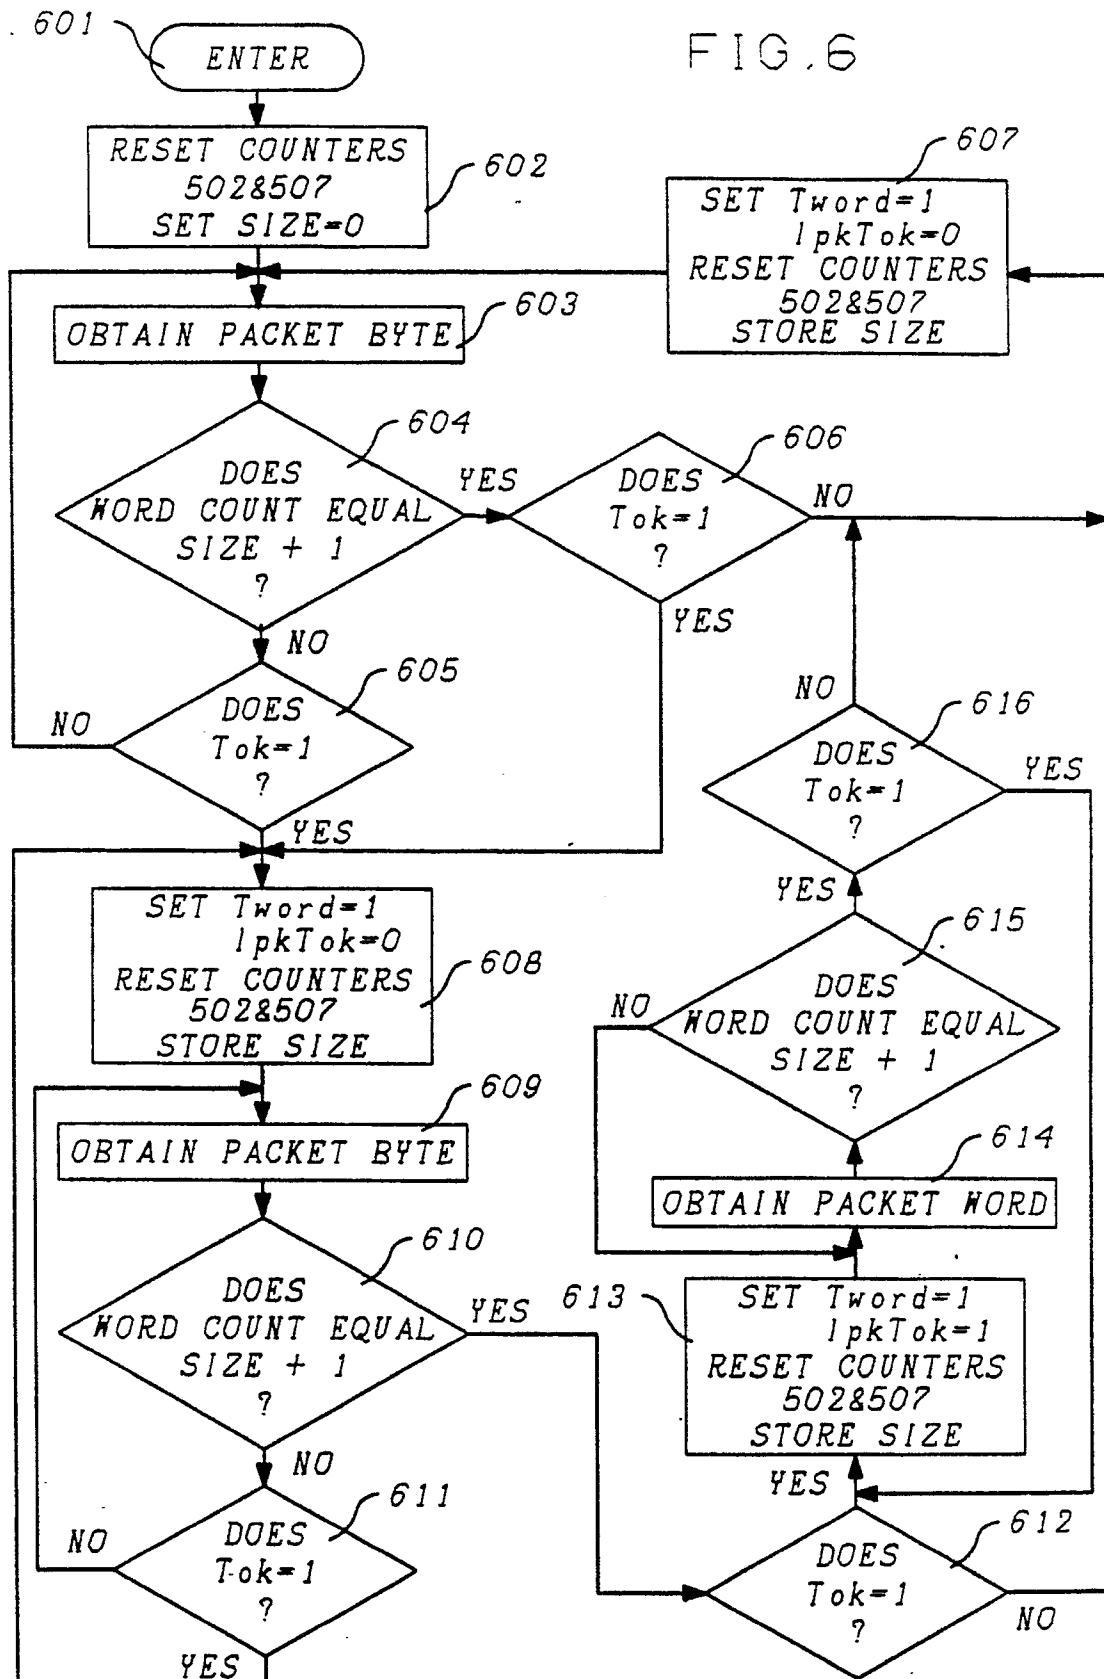 601
ENTER
FIG.6
RESET COUNTERS
502&507
SET SIZE=0
602
607
SET Tword=1
lpkTok=0
RESET COUNTERS
502&507
STORE SIZE
603
OBTAIN PACKET BYTE
604
DOES
WORD COUNT EQUAL
SIZE + 1
?
YES
NO
606
DOES
Tok=1
?
NO
YES
605
DOES
Tok=1
?
NO
YES
616
DOES
Tok=1
?
NO
YES
SET Tword=1
lpkTok=0
RESET COUNTERS
502&507
STORE SIZE
608
YES
615
DOES
WORD COUNT EQUAL
SIZE + 1
?
NO
609
OBTAIN PACKET BYTE
614
OBTAIN PACKET WORD
610
DOES
WORD COUNT EQUAL
SIZE + 1
?
YES
NO
613
SET Tword=1
lpkTok=1
RESET COUNTERS
502&507
STORE SIZE
YES
611
DOES
Tok=1
?
NO
YES
612
DOES
Tok=1
?
NO